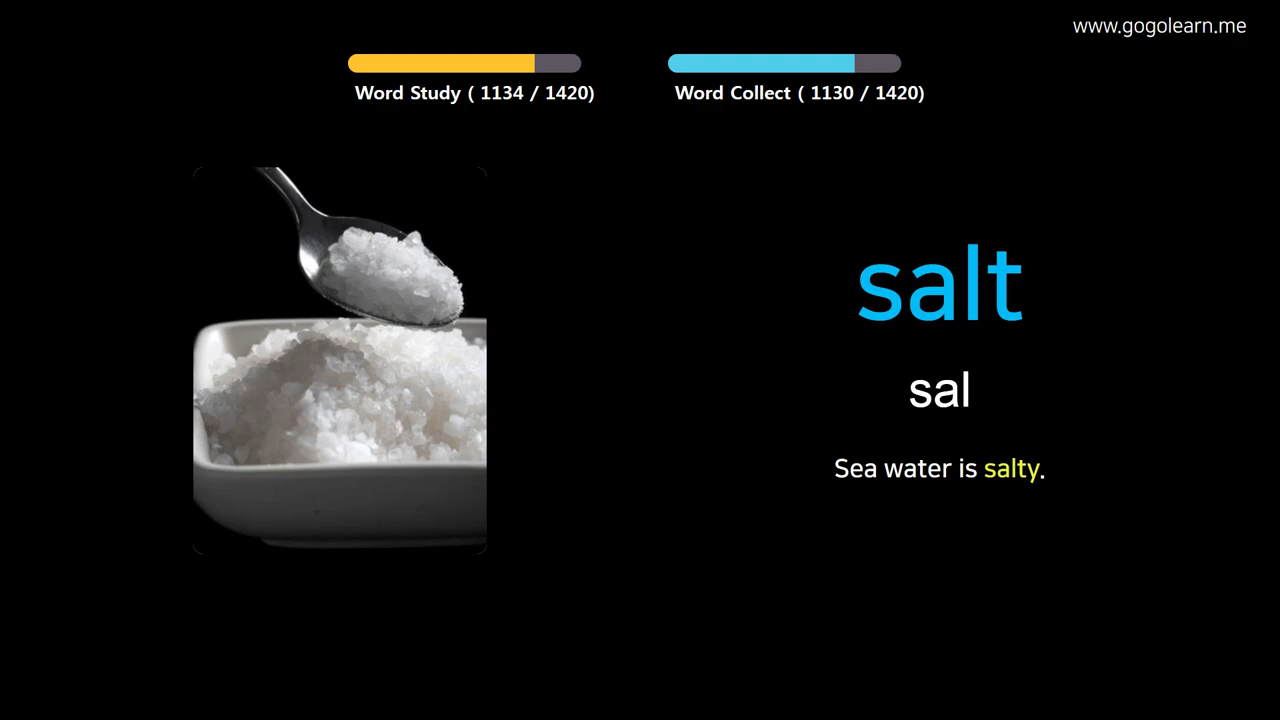 www.gogolearn.me
Word Study ( 1134 / 1420)
Word Collect ( 1130 / 1420)
salt
sal
Sea water is salty.